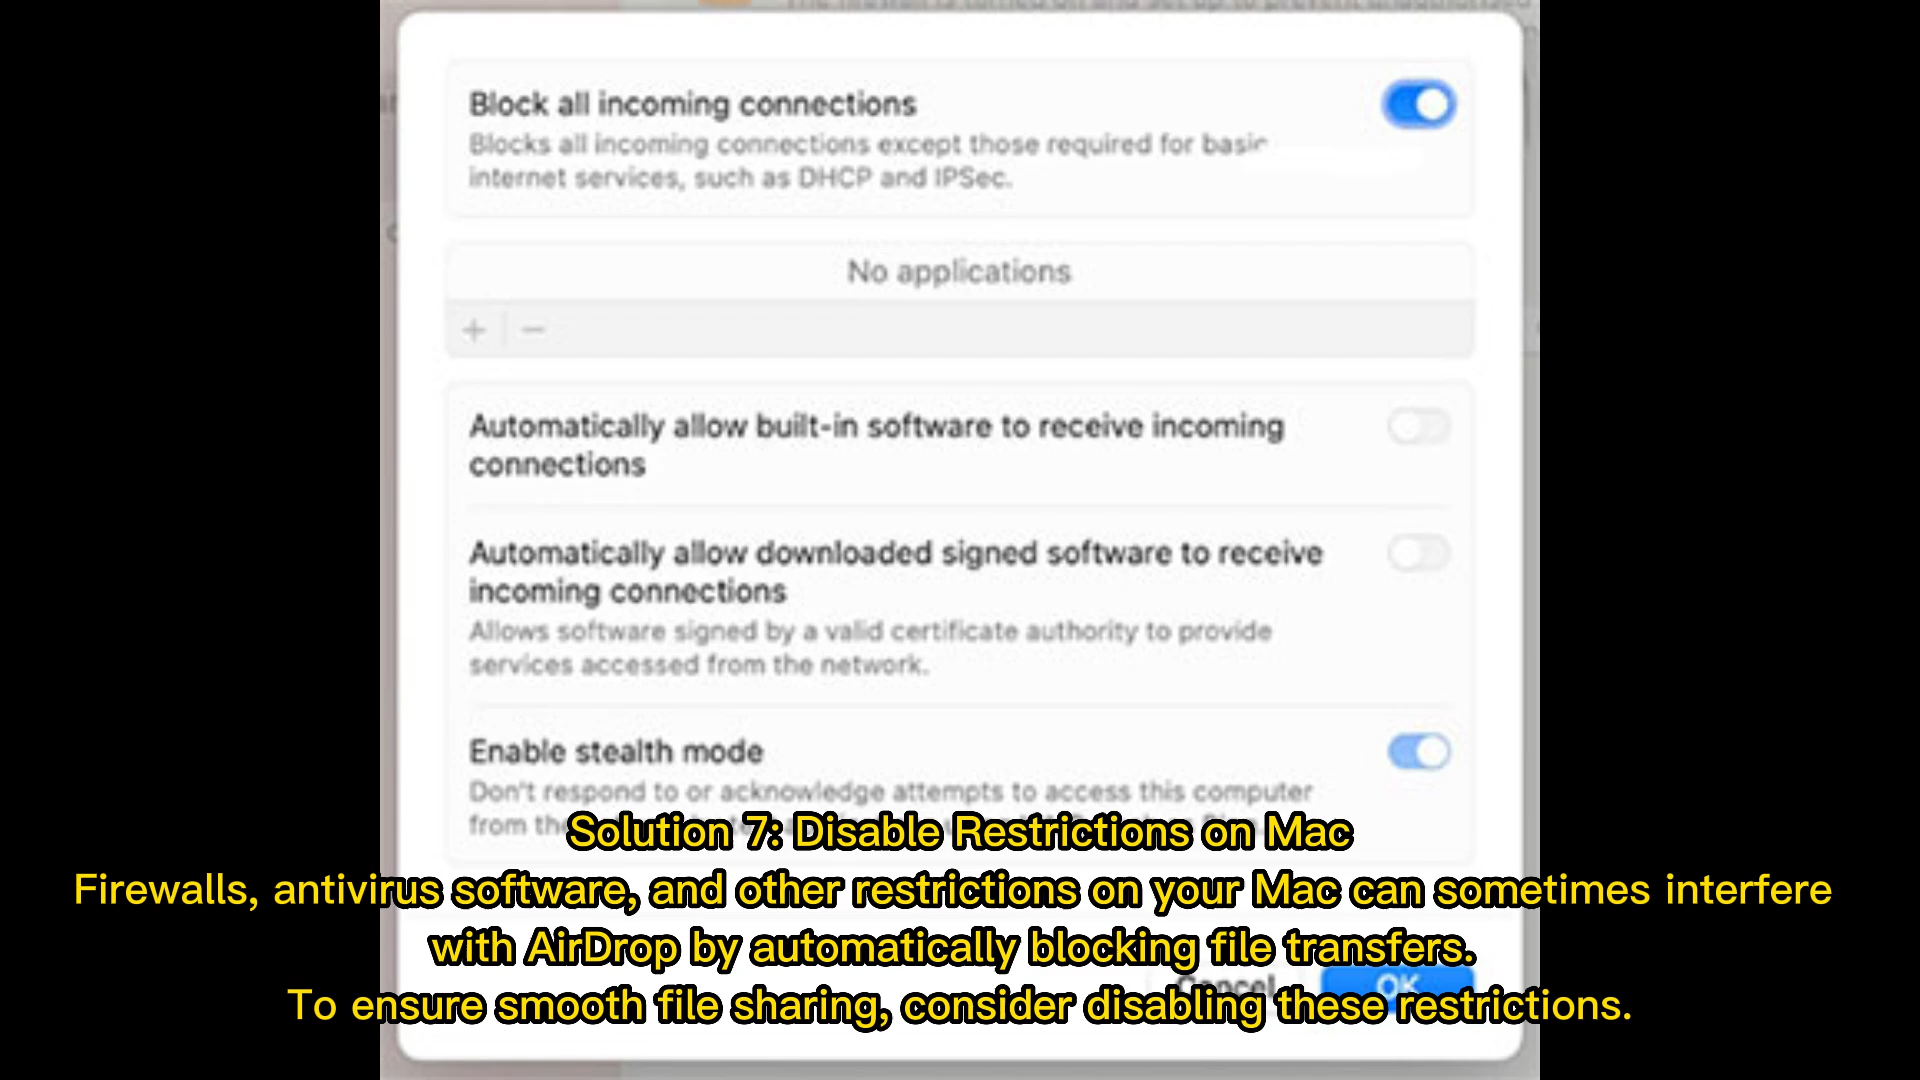 Block all incoming connections
Blocks all incoming connections except those required for basic
internet services, such as DHCP and IPSec.
No applications
+ −
Automatically allow built-in software to receive incoming
connections
Automatically allow downloaded signed software to receive
incoming connections
Allows software signed by a valid certificate authority to provide
services accessed from the network.
Enable stealth mode
Don't respond to or acknowledge attempts to access this computer
from the
Solution 7: Disable Restrictions on Mac
Firewalls, antivirus software, and other restrictions on your Mac can sometimes interfere
with AirDrop by automatically blocking file transfers.
Cancel OK
To ensure smooth file sharing, consider disabling these restrictions.